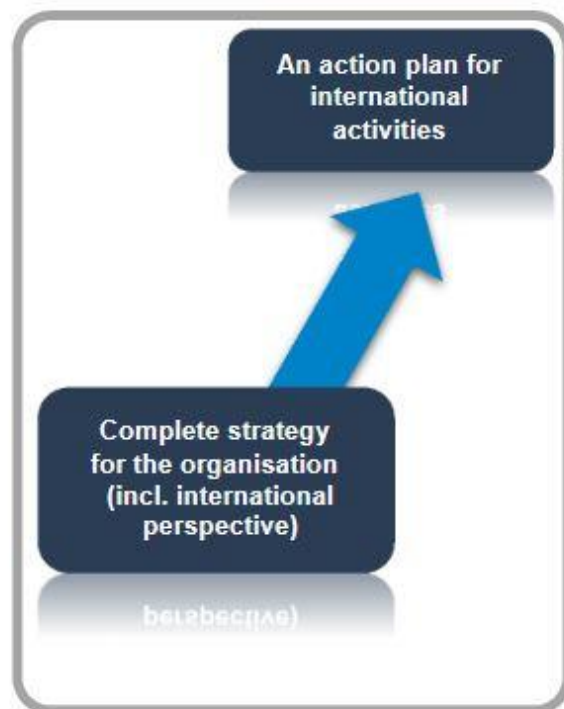 An action plan for
international
activities
Complete strategy
for the organisation
(incl. international
perspective)